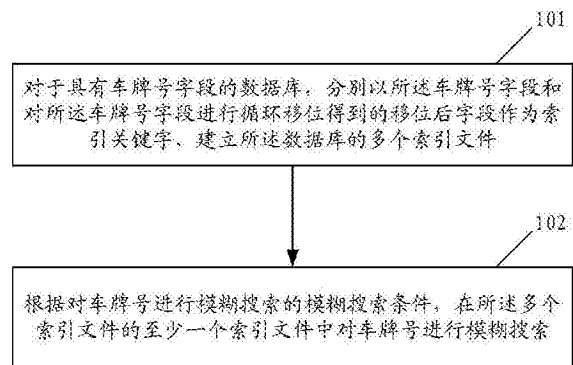 101
对于具有车牌号字段的数据库，分别以所述车牌号字段和
对所述车牌号字段进行循环移位得到的移位后字段作为索
引关键字、建立所述数据库的多个索引文件
102
根据对车牌号进行模糊搜索的模糊搜索条件，在所述多个
索引文件的至少一个索引文件中对车牌号进行模糊搜索